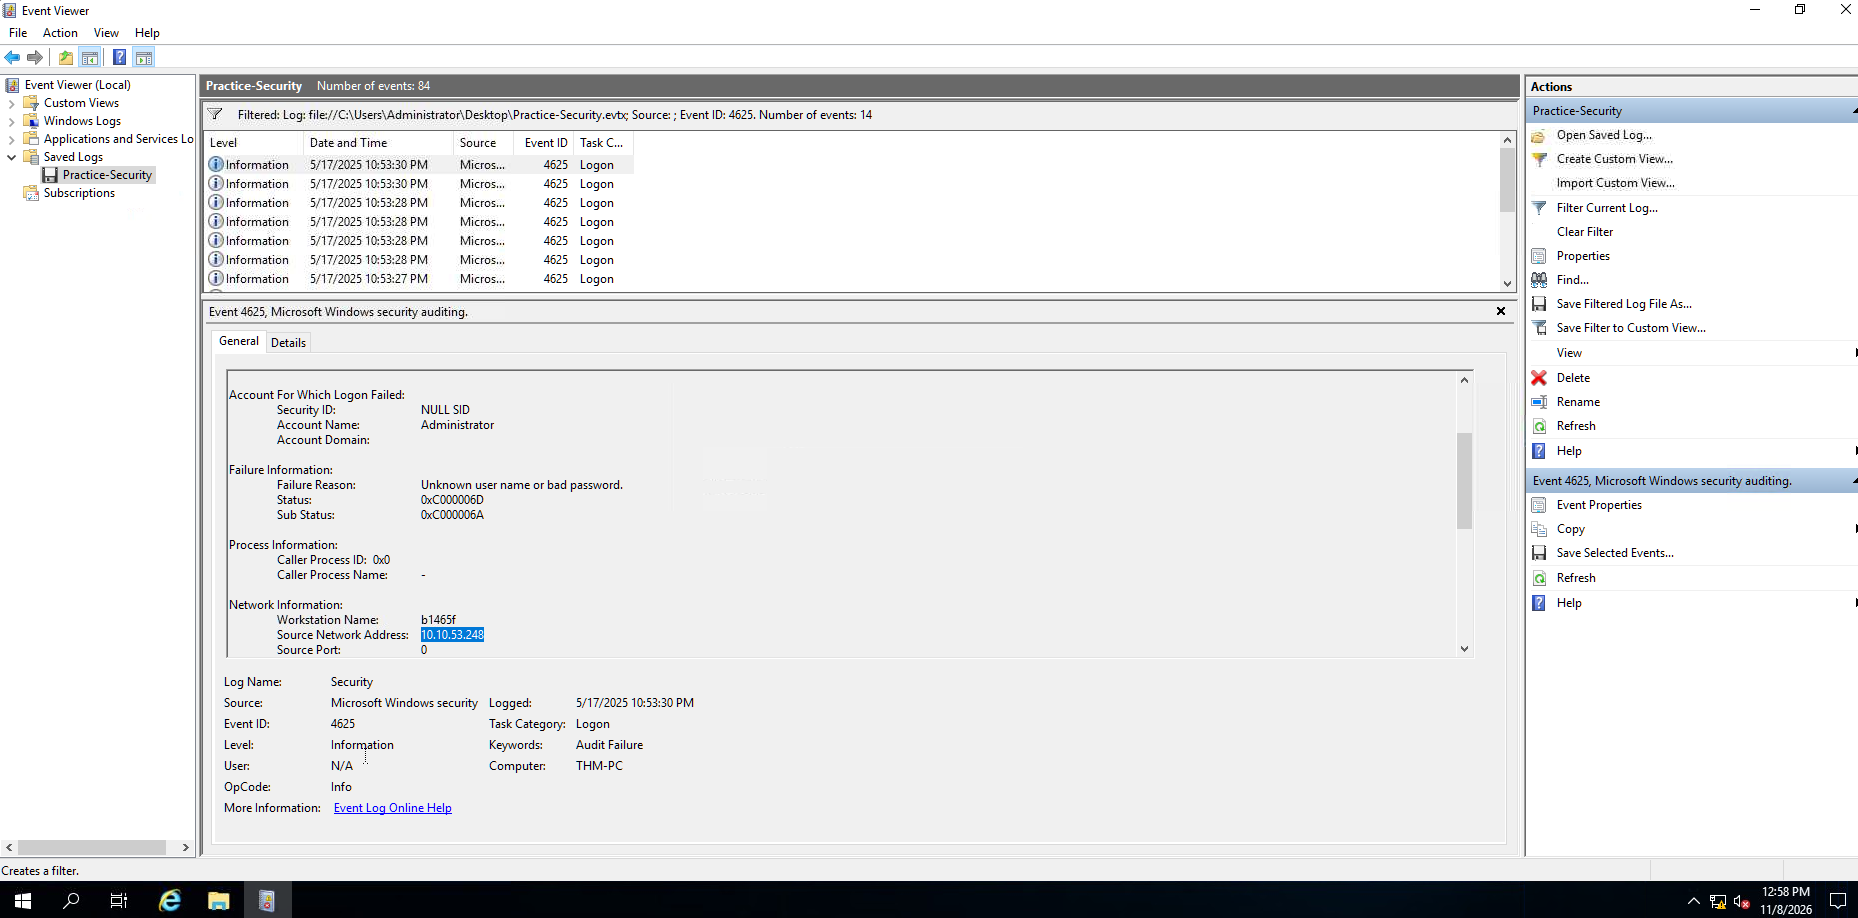 Event Viewer
File Action View Help
Event Viewer (Local)
Custom Views
Windows Logs
Applications and Services Lo
Saved Logs
Practice-Security
Subscriptions
Practice-Security Number of events: 84
Filtered: Log: file://C:\Users\Administrator\Desktop\Practice-Security.evtx; Source: ; Event ID: 4625. Number of events: 14
Level Date and Time Source Event ID Task C...
Information 5/17/2025 10:53:30 PM Micros... 4625 Logon
Information 5/17/2025 10:53:30 PM Micros... 4625 Logon
Information 5/17/2025 10:53:28 PM Micros... 4625 Logon
Information 5/17/2025 10:53:28 PM Micros... 4625 Logon
Information 5/17/2025 10:53:28 PM Micros... 4625 Logon
Information 5/17/2025 10:53:28 PM Micros... 4625 Logon
Information 5/17/2025 10:53:27 PM Micros... 4625 Logon
Event 4625, Microsoft Windows security auditing.
General Details
Account For Which Logon Failed:
Security ID: NULL SID
Account Name: Administrator
Account Domain:
Failure Information:
Failure Reason: Unknown user name or bad password.
Status: 0xC000006D
Sub Status: 0xC000006A
Process Information:
Caller Process ID: 0x0
Caller Process Name: -
Network Information:
Workstation Name: b1465f
Source Network Address: 10.10.53.248
Source Port: 0
Log Name: Security
Source: Microsoft Windows security Logged: 5/17/2025 10:53:30 PM
Event ID: 4625 Task Category: Logon
Level: Information Keywords: Audit Failure
User: N/A Computer: THM-PC
OpCode: Info
More Information: Event Log Online Help
Actions
Practice-Security
Open Saved Log...
Create Custom View...
Import Custom View...
Filter Current Log...
Clear Filter
Properties
Find...
Save Filtered Log File As...
Save Filter to Custom View...
View
Delete
Rename
Refresh
Help
Event 4625, Microsoft Windows security auditing.
Event Properties
Copy
Save Selected Events...
Refresh
Help
Creates a filter.
12:58 PM
11/8/2026